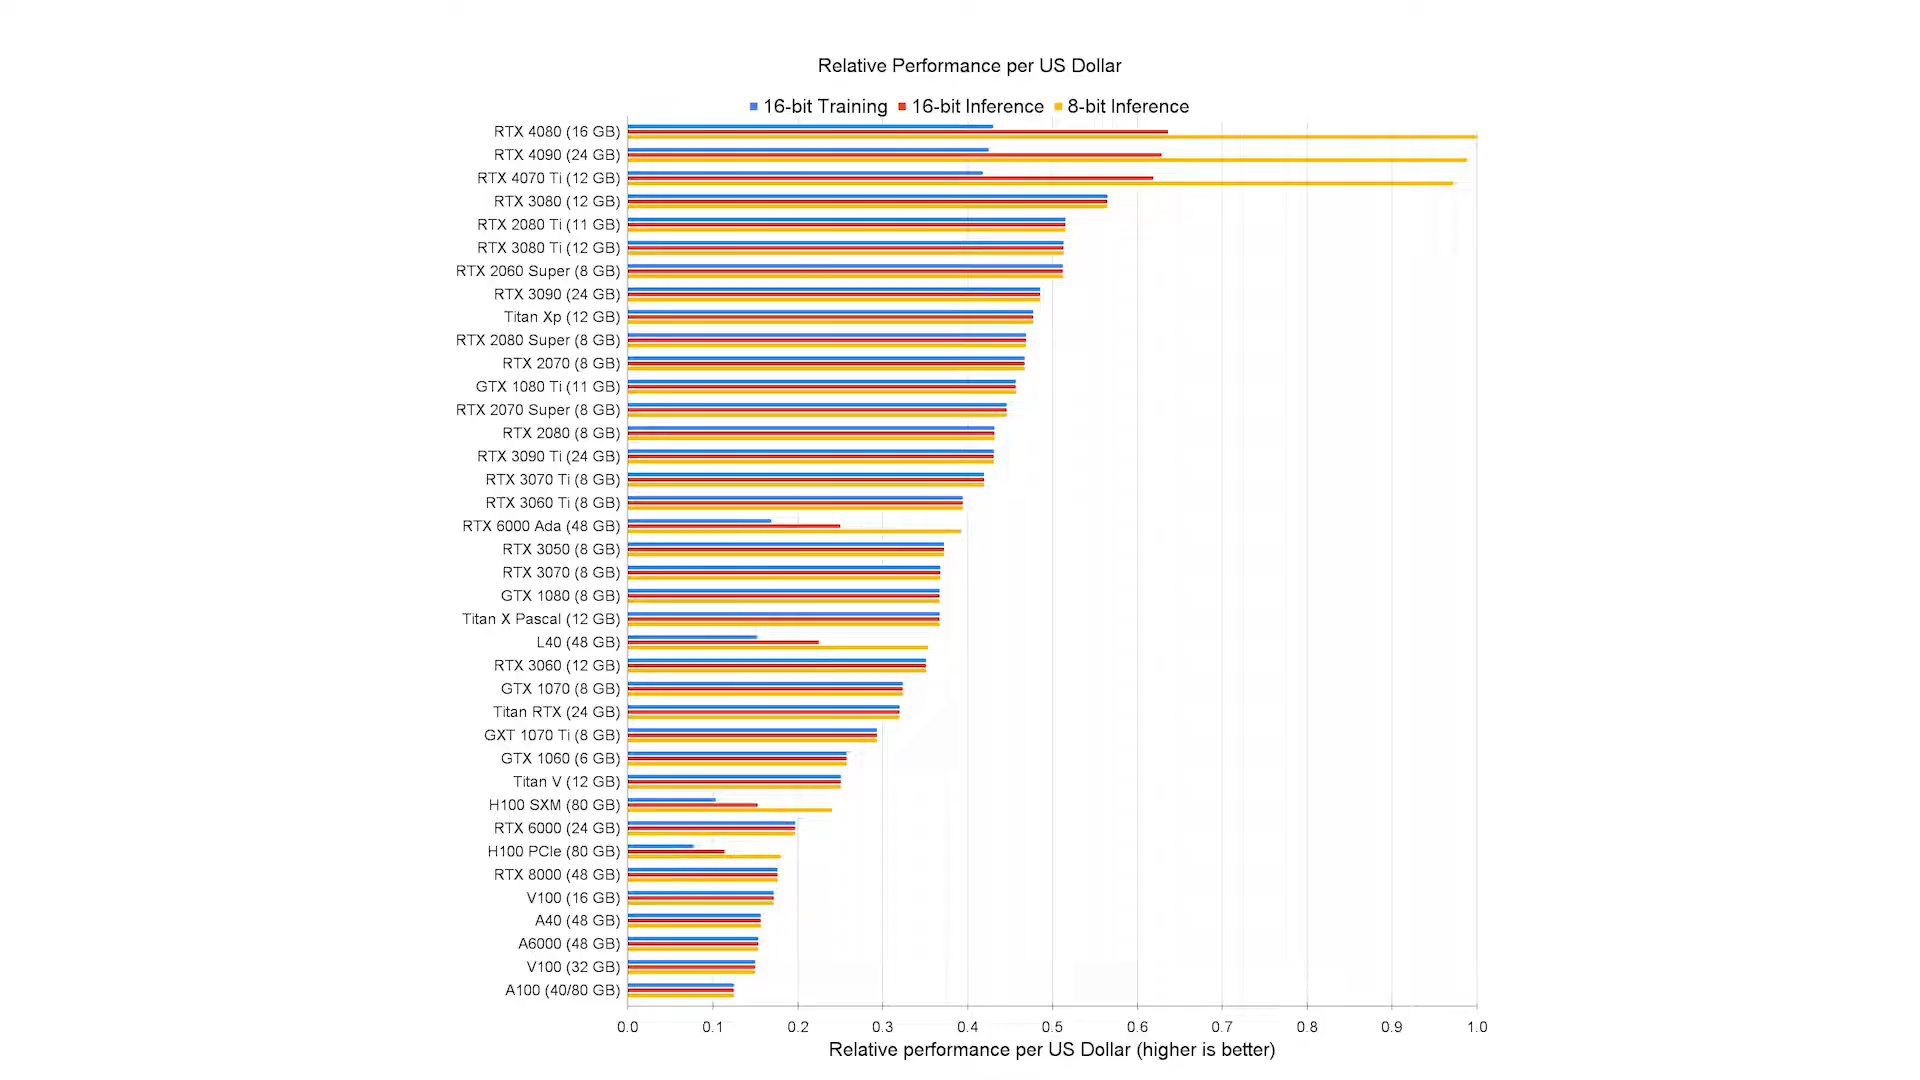 Relative Performance per US Dollar
16-bit Training 16-bit Inference 8-bit Inference
RTX 4080 (16 GB)
RTX 4090 (24 GB)
RTX 4070 Ti (12 GB)
RTX 3080 (12 GB)
RTX 2080 Ti (11 GB)
RTX 3080 Ti (12 GB)
RTX 2060 Super (8 GB)
RTX 3090 (24 GB)
Titan Xp (12 GB)
RTX 2080 Super (8 GB)
RTX 2070 (8 GB)
GTX 1080 Ti (11 GB)
RTX 2070 Super (8 GB)
RTX 2080 (8 GB)
RTX 3090 Ti (24 GB)
RTX 3070 Ti (8 GB)
RTX 3060 Ti (8 GB)
RTX 6000 Ada (48 GB)
RTX 3050 (8 GB)
RTX 3070 (8 GB)
GTX 1080 (8 GB)
Titan X Pascal (12 GB)
L40 (48 GB)
RTX 3060 (12 GB)
GTX 1070 (8 GB)
Titan RTX (24 GB)
GXT 1070 Ti (8 GB)
GTX 1060 (6 GB)
Titan V (12 GB)
H100 SXM (80 GB)
RTX 6000 (24 GB)
H100 PCIe (80 GB)
RTX 8000 (48 GB)
V100 (16 GB)
A40 (48 GB)
A6000 (48 GB)
V100 (32 GB)
A100 (40/80 GB)
0.0 0.1 0.2 0.3 0.4 0.5 0.6 0.7 0.8 0.9 1.0
Relative performance per US Dollar (higher is better)